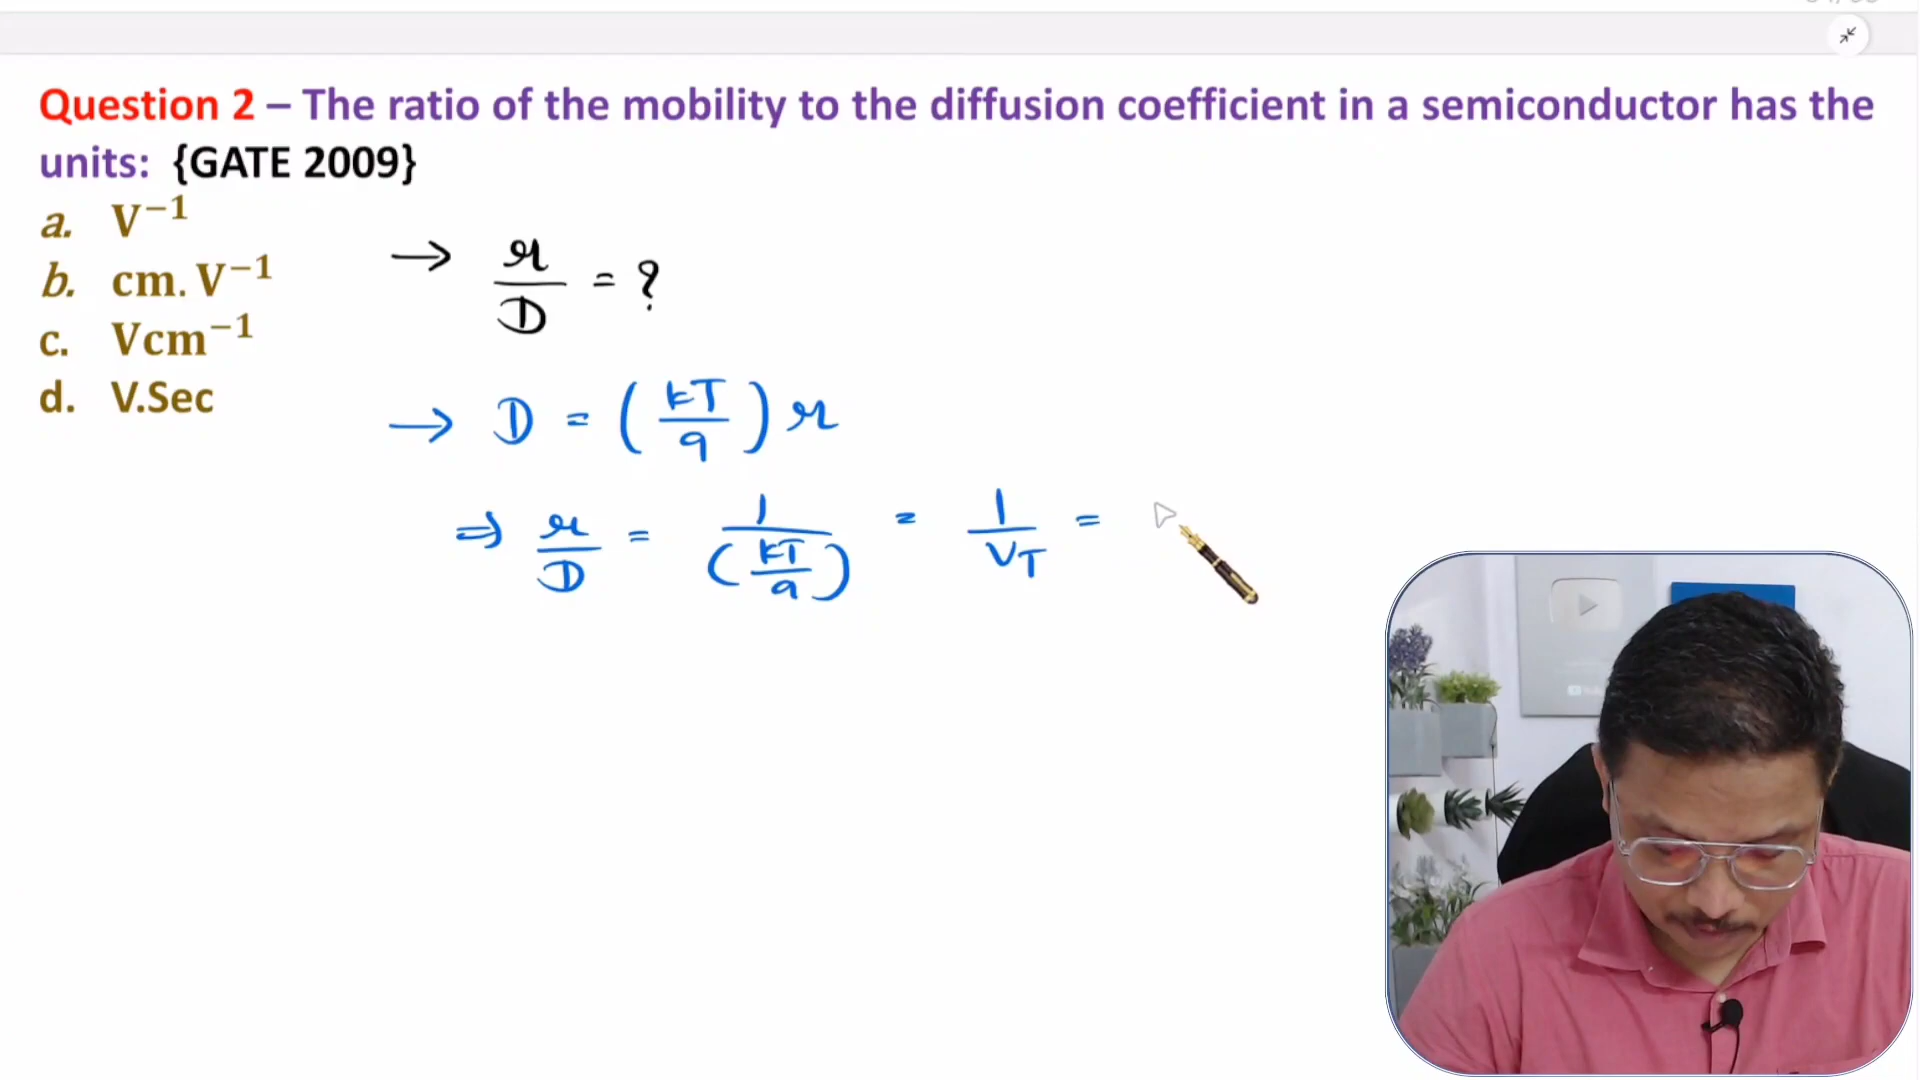 Question 2 – The ratio of the mobility to the diffusion coefficient in a semiconductor has the
units: {GATE 2009}
a. V⁻¹
b. cm. V⁻¹
c. Vcm⁻¹
d. V.Sec
→ μ/D = ?
→ D = (kT/q) μ
⇒ μ/D = 1/(kT/q) = 1/V_T =